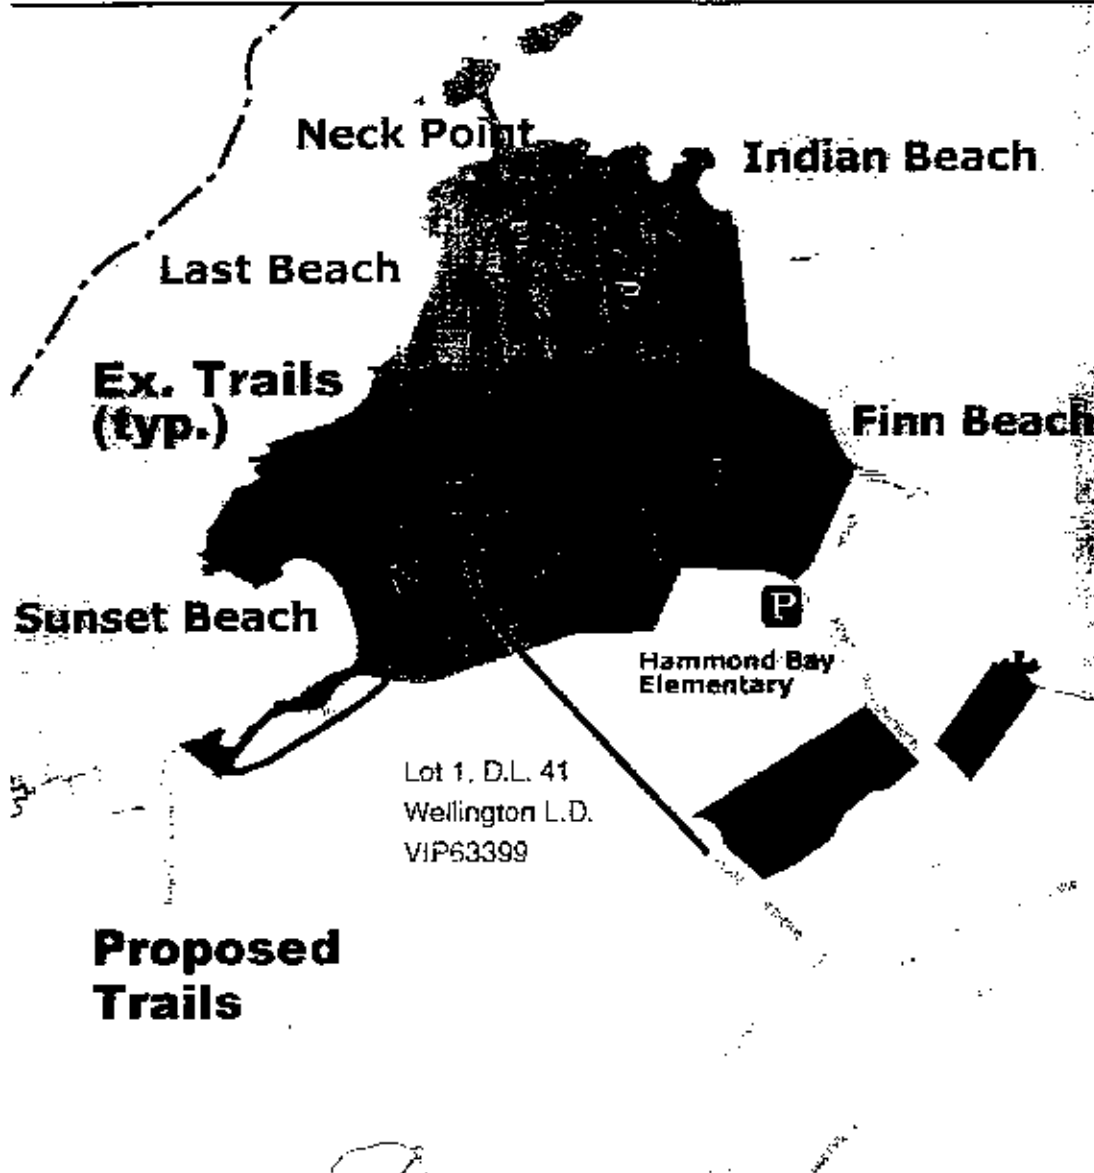 Neck Point
Indian Beach
Last Beach
Ex. Trails
(typ.)
Finn Beach
P
Sunset Beach
Hammond Bay
Elementary
Lot 1, D.L. 41
Wellington L.D.
VIP63399
Proposed
Trails